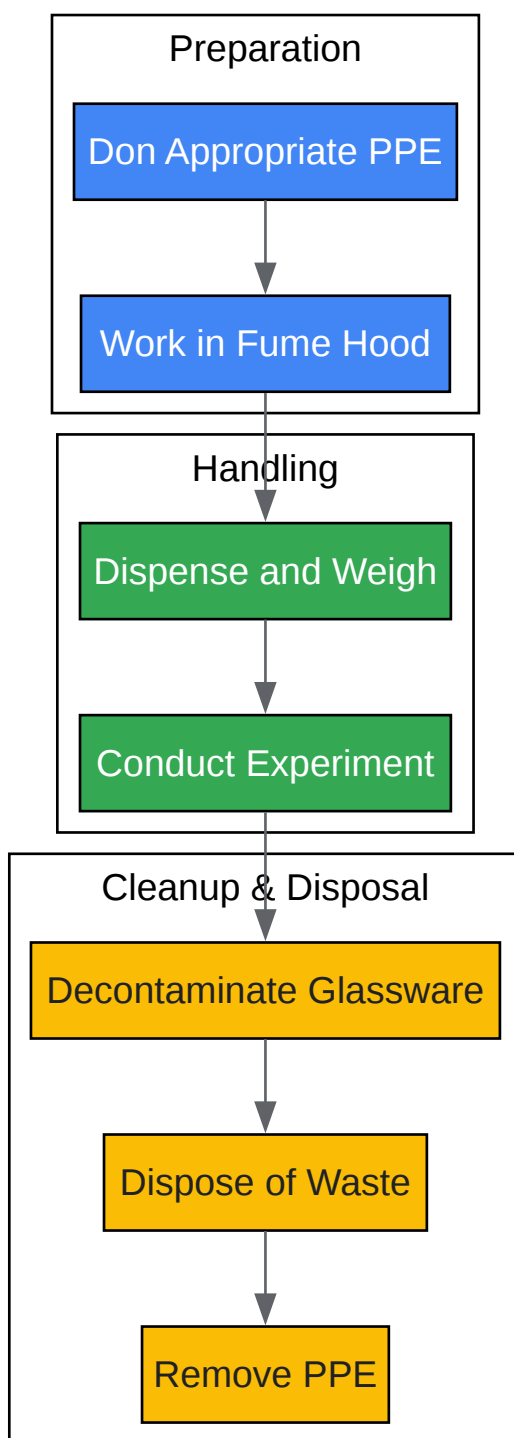 Preparation
Don Appropriate PPE
Work in Fume Hood
Handling
Dispense and Weigh
Conduct Experiment
Cleanup & Disposal
Decontaminate Glassware
Dispose of Waste
Remove PPE